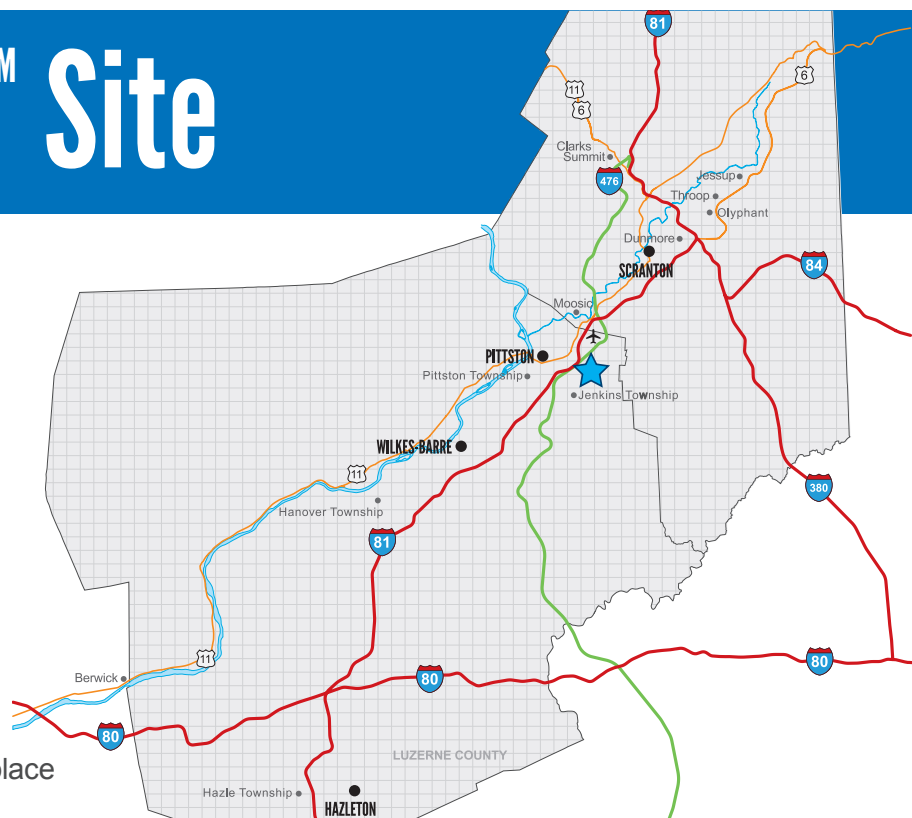 M Site
81
6
11
6
Clarks
Summit
476
Jessup
Throop
Olyphant
Dunmore
SCRANTON
84
Moosic
PITTSTON
Pittston Township
Jenkins Township
WILKES-BARRE
11
380
Hanover Township
81
11
80
Berwick
80
80
LUZERNE COUNTY
lace
Hazle Township
HAZLETON